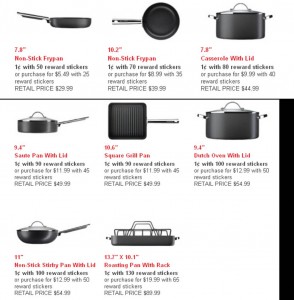 7.8"
Non-Stick Frypan
1¢ with 50 reward stickers
or purchase for $5.49 with 25
reward stickers
RETAIL PRICE $29.99
10.2"
Non-Stick Frypan
1¢ with 70 reward stickers
or purchase for $8.99 with 35
reward stickers
RETAIL PRICE $39.99
7.8"
Casserole With Lid
1¢ with 80 reward stickers
or purchase for $9.99 with 40
reward stickers
RETAIL PRICE $44.99
9.4"
Saute Pan With Lid
1¢ with 90 reward stickers
or purchase for $11.99 with 45
reward stickers
RETAIL PRICE $49.99
10.6"
Square Grill Pan
1¢ with 90 reward stickers
or purchase for $11.99 with 45
reward stickers
RETAIL PRICE $49.99
9.4"
Dutch Oven With Lid
1¢ with 100 reward stickers
or purchase for $12.99 with 50
reward stickers
RETAIL PRICE $54.99
11"
Non-Stick Stirfry Pan With Lid
1¢ with 100 reward stickers
or purchase for $12.99 with 50
reward stickers
RETAIL PRICE $54.99
13.7" X 10.1"
Roasting Pan With Rack
1¢ with 130 reward stickers
or purchase for $19.99 with 65
reward stickers
RETAIL PRICE $89.99